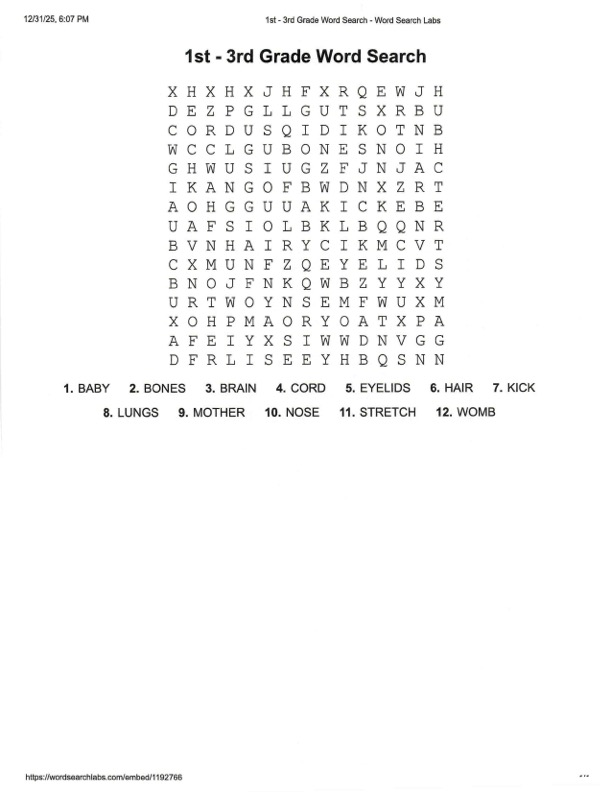 12/31/25, 6:07 PM 1st - 3rd Grade Word Search - Word Search Labs
1st - 3rd Grade Word Search
X H X H X J H F X R Q E W J H
D E Z P G L L G U T S X R B U
C O R D U S Q I D I K O T N B
W C C L G U B O N E S N O I H
G H W U S I U G Z F J N J A C
I K A N G O F B W D N X Z R T
A O H G G U U A K I C K E B E
U A F S I O L B K L B Q Q N R
B V N H A I R Y C I K M C V T
C X M U N F Z Q E Y E L I D S
B N O J F N K Q W B Z Y Y X Y
U R T W O Y N S E M F W U X M
X O H P M A O R Y O A T X P A
A F E I Y X S I W W D N V G G
D F R L I S E E Y H B Q S N N
1. BABY 2. BONES 3. BRAIN 4. CORD 5. EYELIDS 6. HAIR 7. KICK
8. LUNGS 9. MOTHER 10. NOSE 11. STRETCH 12. WOMB
https://wordsearchlabs.com/embed/1192766